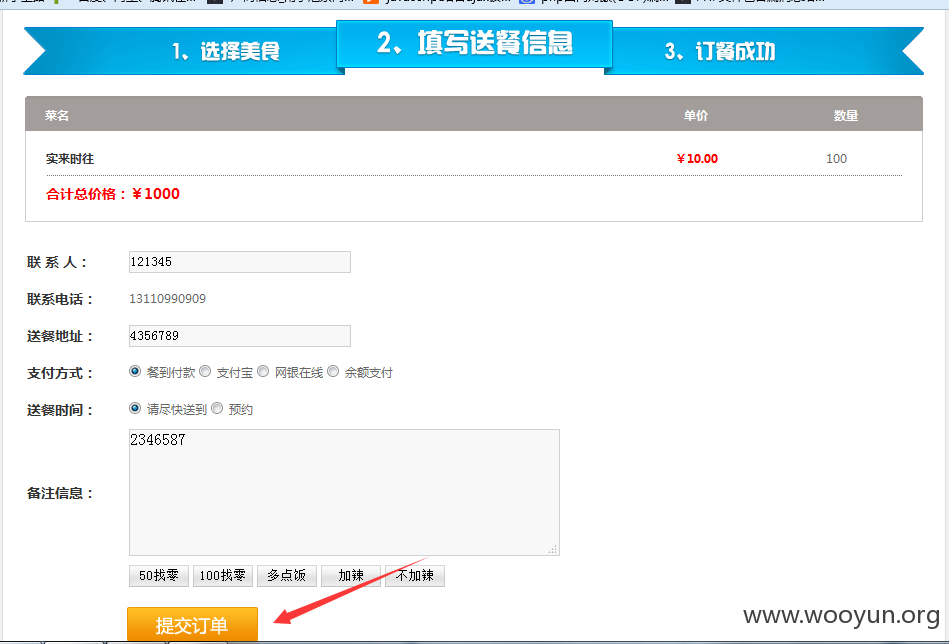 1、选择美食
2、填写送餐信息
3、订餐成功
菜名 单价 数量
实来时往 ￥10.00 100
合计总价格：￥1000
联 系 人： 121345
联系电话： 13110990909
送餐地址： 4356789
支付方式： 餐到付款 支付宝 网银在线 余额支付
送餐时间： 请尽快送到 预约
备注信息： 2346587
50找零 100找零 多点饭 加辣 不加辣
提交订单
www.wooyun.org